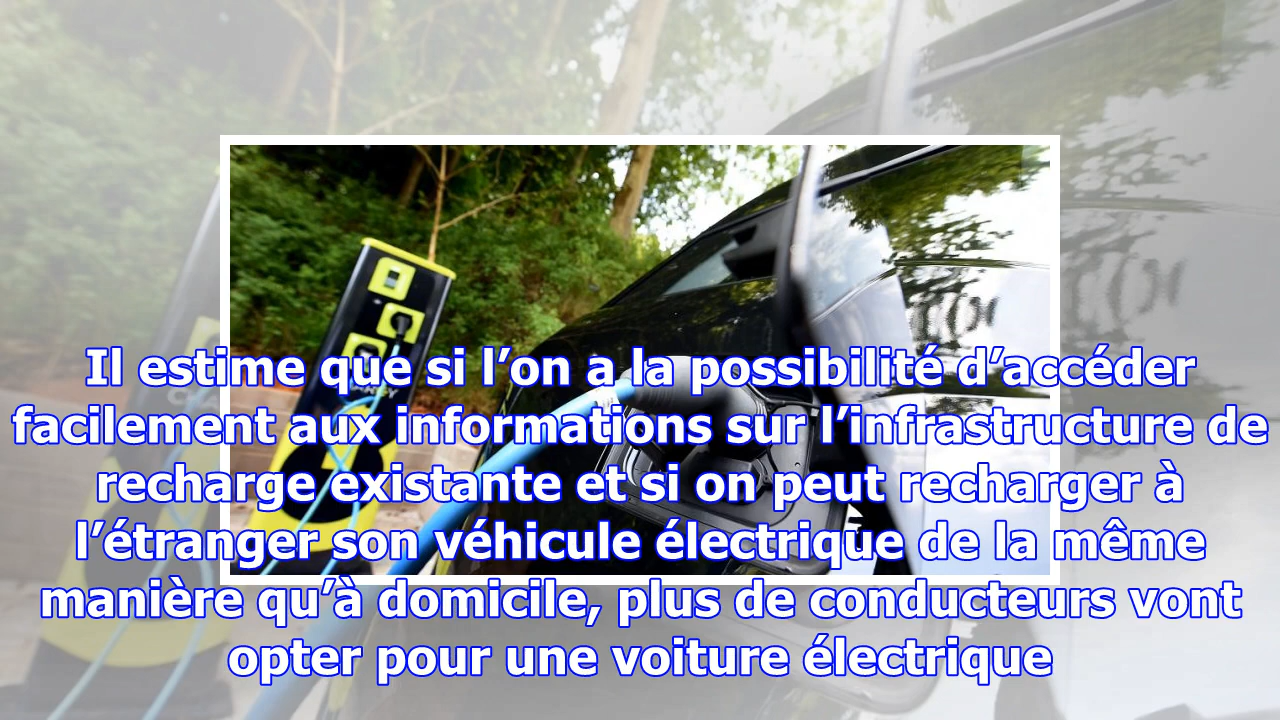 Il estime que si l’on a la possibilité d’accéder
facilement aux informations sur l’infrastructure de
recharge existante et si on peut recharger à
l’étranger son véhicule électrique de la même
manière qu’à domicile, plus de conducteurs vont
opter pour une voiture électrique